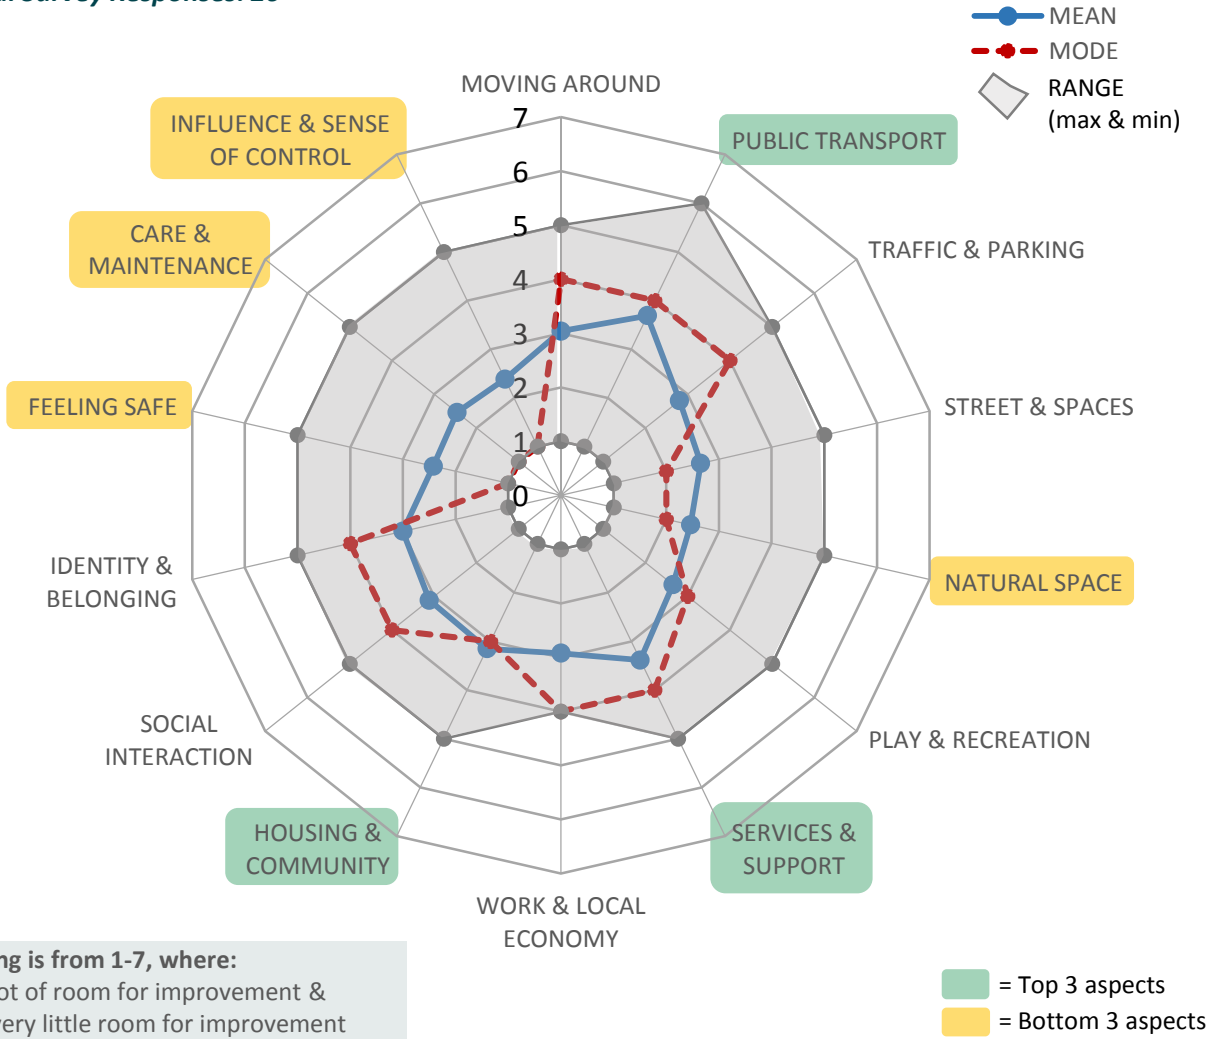 Survey Responses:
MEAN
MODE
RANGE
(max & min)
MOVING AROUND
7
6
5
4
3
2
1
0
PUBLIC TRANSPORT
TRAFFIC & PARKING
STREET & SPACES
NATURAL SPACE
PLAY & RECREATION
SERVICES &
SUPPORT
WORK & LOCAL
ECONOMY
HOUSING &
COMMUNITY
SOCIAL
INTERACTION
IDENTITY &
BELONGING
FEELING SAFE
CARE &
MAINTENANCE
INFLUENCE & SENSE
OF CONTROL
ng is from 1-7, where:
ot of room for improvement &
very little room for improvement
= Top 3 aspects
= Bottom 3 aspects